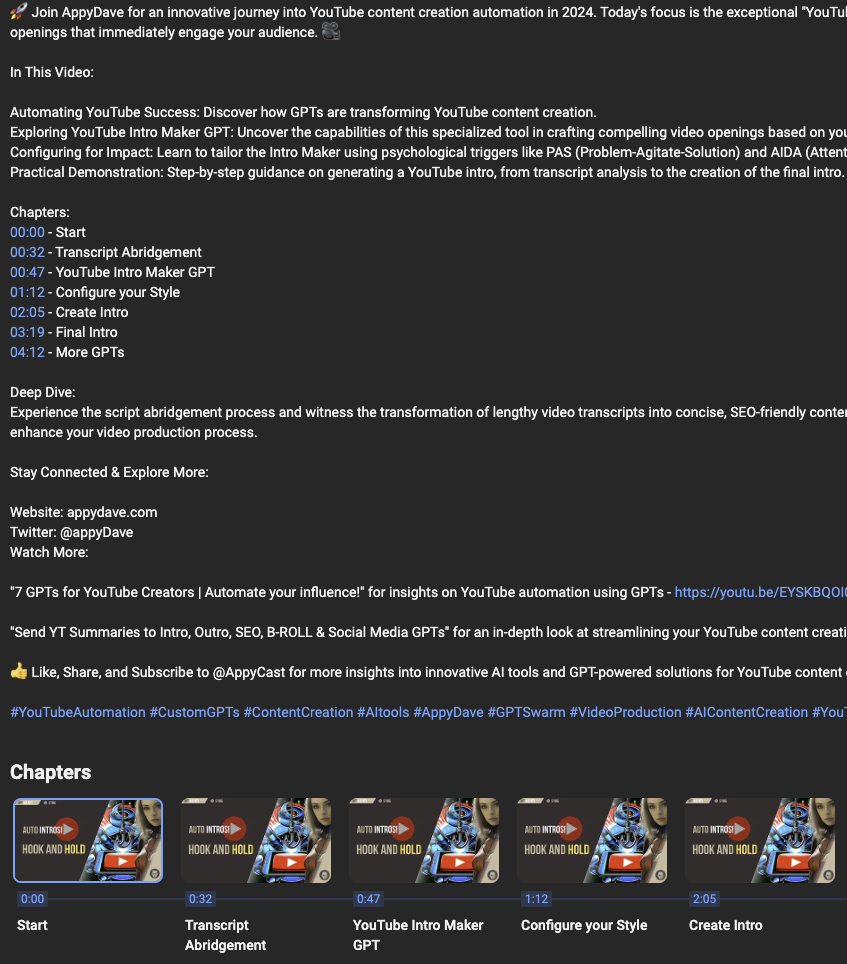 🚀 Join AppyDave for an innovative journey into YouTube content creation automation in 2024. Today's focus is the exceptional "YouTu
openings that immediately engage your audience. 🎥
In This Video:
Automating YouTube Success: Discover how GPTs are transforming YouTube content creation.
Exploring YouTube Intro Maker GPT: Uncover the capabilities of this specialized tool in crafting compelling video openings based on you
Configuring for Impact: Learn to tailor the Intro Maker using psychological triggers like PAS (Problem-Agitate-Solution) and AIDA (Attent
Practical Demonstration: Step-by-step guidance on generating a YouTube intro, from transcript analysis to the creation of the final intro.
Chapters:
00:00 - Start
00:32 - Transcript Abridgement
00:47 - YouTube Intro Maker GPT
01:12 - Configure your Style
02:05 - Create Intro
03:19 - Final Intro
04:12 - More GPTs
Deep Dive:
Experience the script abridgement process and witness the transformation of lengthy video transcripts into concise, SEO-friendly conte
enhance your video production process.
Stay Connected & Explore More:
Website: appydave.com
Twitter: @appyDave
Watch More:
"7 GPTs for YouTube Creators | Automate your influence!" for insights on YouTube automation using GPTs - https://youtu.be/EYSKBQOI
"Send YT Summaries to Intro, Outro, SEO, B-ROLL & Social Media GPTs" for an in-depth look at streamlining your YouTube content creati
👍 Like, Share, and Subscribe to @AppyCast for more insights into innovative AI tools and GPT-powered solutions for YouTube content
#YouTubeAutomation #CustomGPTs #ContentCreation #AItools #AppyDave #GPTSwarm #VideoProduction #AIContentCreation #YouT
Chapters
AUTO INTROS! AUTO INTROS! AUTO INTROS! AUTO INTROS! AUTO INTROS!
HOOK AND HOLD HOOK AND HOLD HOOK AND HOLD HOOK AND HOLD HOOK AND HOLD
0:00 0:32 0:47 1:12 2:05
Start Transcript YouTube Intro Maker Configure your Style Create Intro
Abridgement GPT